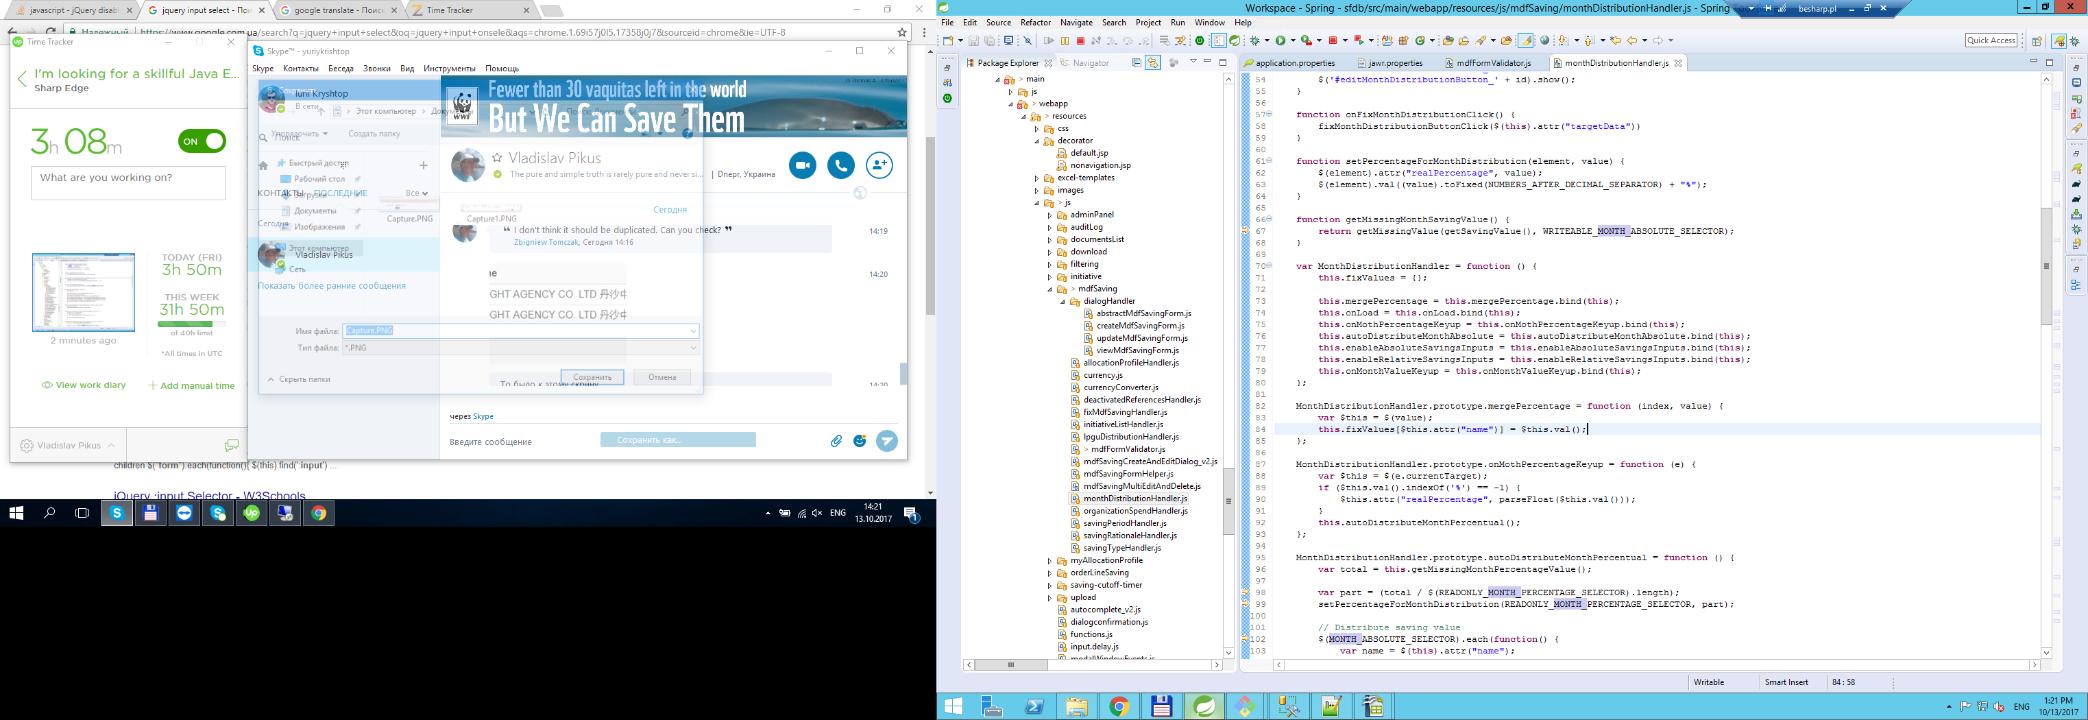 javascript - jQuery disabl
jquery input select - Пои
google translate - Поиск
Time Tracker
Надежный
https://www.google.com.ua/search?q=jquery+input+select&oq=jquery+input+onsele&aqs=chrome.1.69i57j0l5.17358j0j7&sourceid=chrome&ie=UTF-8
Time Tracker
I'm looking for a skillful Java E...
Sharp Edge
3h 08m
ON
What are you working on?
TODAY (FRI)
3h 50m
THIS WEEK
31h 50m
of 40h limit
2 minutes ago
*All times in UTC
View work diary
Add manual time
Vladislav Pikus
children $("form").each(function(){ $(this).find(':input') ...
jQuery :input Selector - W3Schools
Skype™ - yuriykrishtop
Skype Контакты Беседа Звонки Вид Инструменты Помощь
Iurii Kryshtop
В сети
Этот компьютер
Упорядочить
Создать папку
Поиск
Быстрый доступ
Рабочий стол
КОНТАКТЫ
ПОСЛЕДНИЕ
Все
Загрузки
Документы
Изображения
Capture.PNG
Capture1.PNG
Сегодня
Этот компьютер
Vladislav Pikus
Сеть
Показать более ранние сообщения
Имя файла: Capture.PNG
Тип файла: *.PNG
Скрыть папки
Сохранить
Отмена
Fewer than 30 vaquitas left in the world
But We Can Save Them
WWF
Vladislav Pikus
The pure and simple truth is rarely pure and never si...
Dнепр, Украина
Сегодня
I don't think it should be duplicated. Can you check?
Zbigniew Tomczak, Сегодня 14:16
14:19
14:20
GHT AGENCY CO. LTD 丹沙
GHT AGENCY CO. LTD 丹沙
То было к этому скрину
через Skype
Введите сообщение
Сохранить как...
ENG
14:21
13.10.2017
Workspace - Spring - sfdb/src/main/webapp/resources/js/mdfSaving/monthDistributionHandler.js - Spring
besharp.pl
File Edit Source Refactor Navigate Search Project Run Window Help
Quick Access
Package Explorer
Navigator
main
js
webapp
resources
css
decorator
default.jsp
nonavigation.jsp
excel-templates
images
js
adminPanel
auditLog
documentsList
download
filtering
initiative
mdfSaving
dialogHandler
abstractMdfSavingForm.js
createMdfSavingForm.js
updateMdfSavingForm.js
viewMdfSavingForm.js
allocationProfileHandler.js
currency.js
currencyConverter.js
deactivatedReferencesHandler.js
fixMdfSavingHandler.js
initiativeListHandler.js
lpguDistributionHandler.js
mdfFormValidator.js
mdfSavingCreateAndEditDialog_v2.js
mdfSavingFormHelper.js
mdfSavingMultiEditAndDelete.js
monthDistributionHandler.js
organizationSpendHandler.js
savingPeriodHandler.js
savingRationaleHandler.js
savingTypeHandler.js
myAllocationProfile
orderLineSaving
saving-cutoff-timer
upload
autocomplete_v2.js
dialogconfirmation.js
functions.js
input.delay.js
modalWindowEvents.js
application.properties
jawr.properties
mdfFormValidator.js
monthDistributionHandler.js
54 $('#editMonthDistributionButton_' + id).show();
55 }
56
57 function onFixMonthDistributionClick() {
58 fixMonthDistributionButtonClick($(this).attr("targetData"))
59 }
60
61 function setPercentageForMonthDistribution(element, value) {
62 $(element).attr("realPercentage", value);
63 $(element).val((value).toFixed(NUMBERS_AFTER_DECIMAL_SEPARATOR) + "%");
64 }
65
66 function getMissingMonthSavingValue() {
67 return getMissingValue(getSavingValue(), WRITEABLE_MONTH_ABSOLUTE_SELECTOR);
68 }
69
70 var MonthDistributionHandler = function () {
71 this.fixValues = {};
72
73 this.mergePercentage = this.mergePercentage.bind(this);
74 this.onLoad = this.onLoad.bind(this);
75 this.onMothPercentageKeyup = this.onMothPercentageKeyup.bind(this);
76 this.autoDistributeMonthAbsolute = this.autoDistributeMonthAbsolute.bind(this);
77 this.enableAbsoluteSavingsInputs = this.enableAbsoluteSavingsInputs.bind(this);
78 this.enableRelativeSavingsInputs = this.enableRelativeSavingsInputs.bind(this);
79 this.onMonthValueKeyup = this.onMonthValueKeyup.bind(this);
80 };
81
82 MonthDistributionHandler.prototype.mergePercentage = function (index, value) {
83 var $this = $(value);
84 this.fixValues[$this.attr("name")] = $this.val();
85 };
86
87 MonthDistributionHandler.prototype.onMothPercentageKeyup = function (e) {
88 var $this = $(e.currentTarget);
89 if ($this.val().indexOf('%') == -1) {
90 $this.attr("realPercentage", parseFloat($this.val()));
91 }
92 this.autoDistributeMonthPercentual();
93 };
94
95 MonthDistributionHandler.prototype.autoDistributeMonthPercentual = function () {
96 var total = this.getMissingMonthPercentageValue();
97
98 var part = (total / $(READONLY_MONTH_PERCENTAGE_SELECTOR).length);
99 setPercentageForMonthDistribution(READONLY_MONTH_PERCENTAGE_SELECTOR, part);
100
101 // Distribute saving value
102 $(MONTH_ABSOLUTE_SELECTOR).each(function() {
103 var name = $(this).attr("name");
Writable
Smart Insert
84 : 58
ENG
1:21 PM
10/13/2017